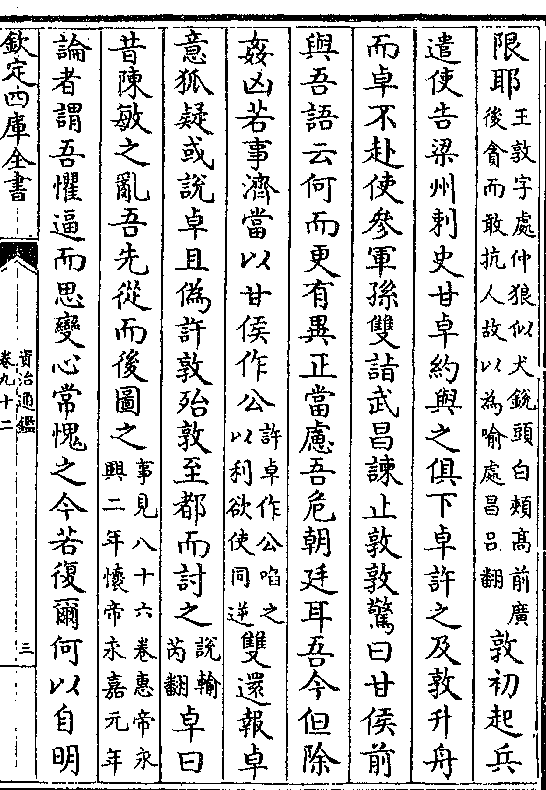 限耶王敦字處仲狼似犬銳頭白頰髙前廣
後貪而敢抗人故以為喻處昌吕翻敦初起兵
遣使告梁州刺史甘卓約與之俱下卓許之及敦升舟
而卓不赴使參軍孫雙詣武昌諫止敦敦驚曰甘侯前
與吾語云何而更有異正當慮吾危朝廷耳吾今但除
姦凶若事濟當以甘侯作公許卓作公啗之
以利欲使同逆雙還報卓
意狐疑或說卓且偽許敦殆敦至都而討之說輸
芮翻卓曰
昔陳敏之亂吾先從而後圖之事見八十六卷惠帝永
興二年懷帝永嘉元年
論者謂吾懼逼而思變心常愧之今若復爾何以自明
欽定四庫全書
資治通鑑
卷九十二
三